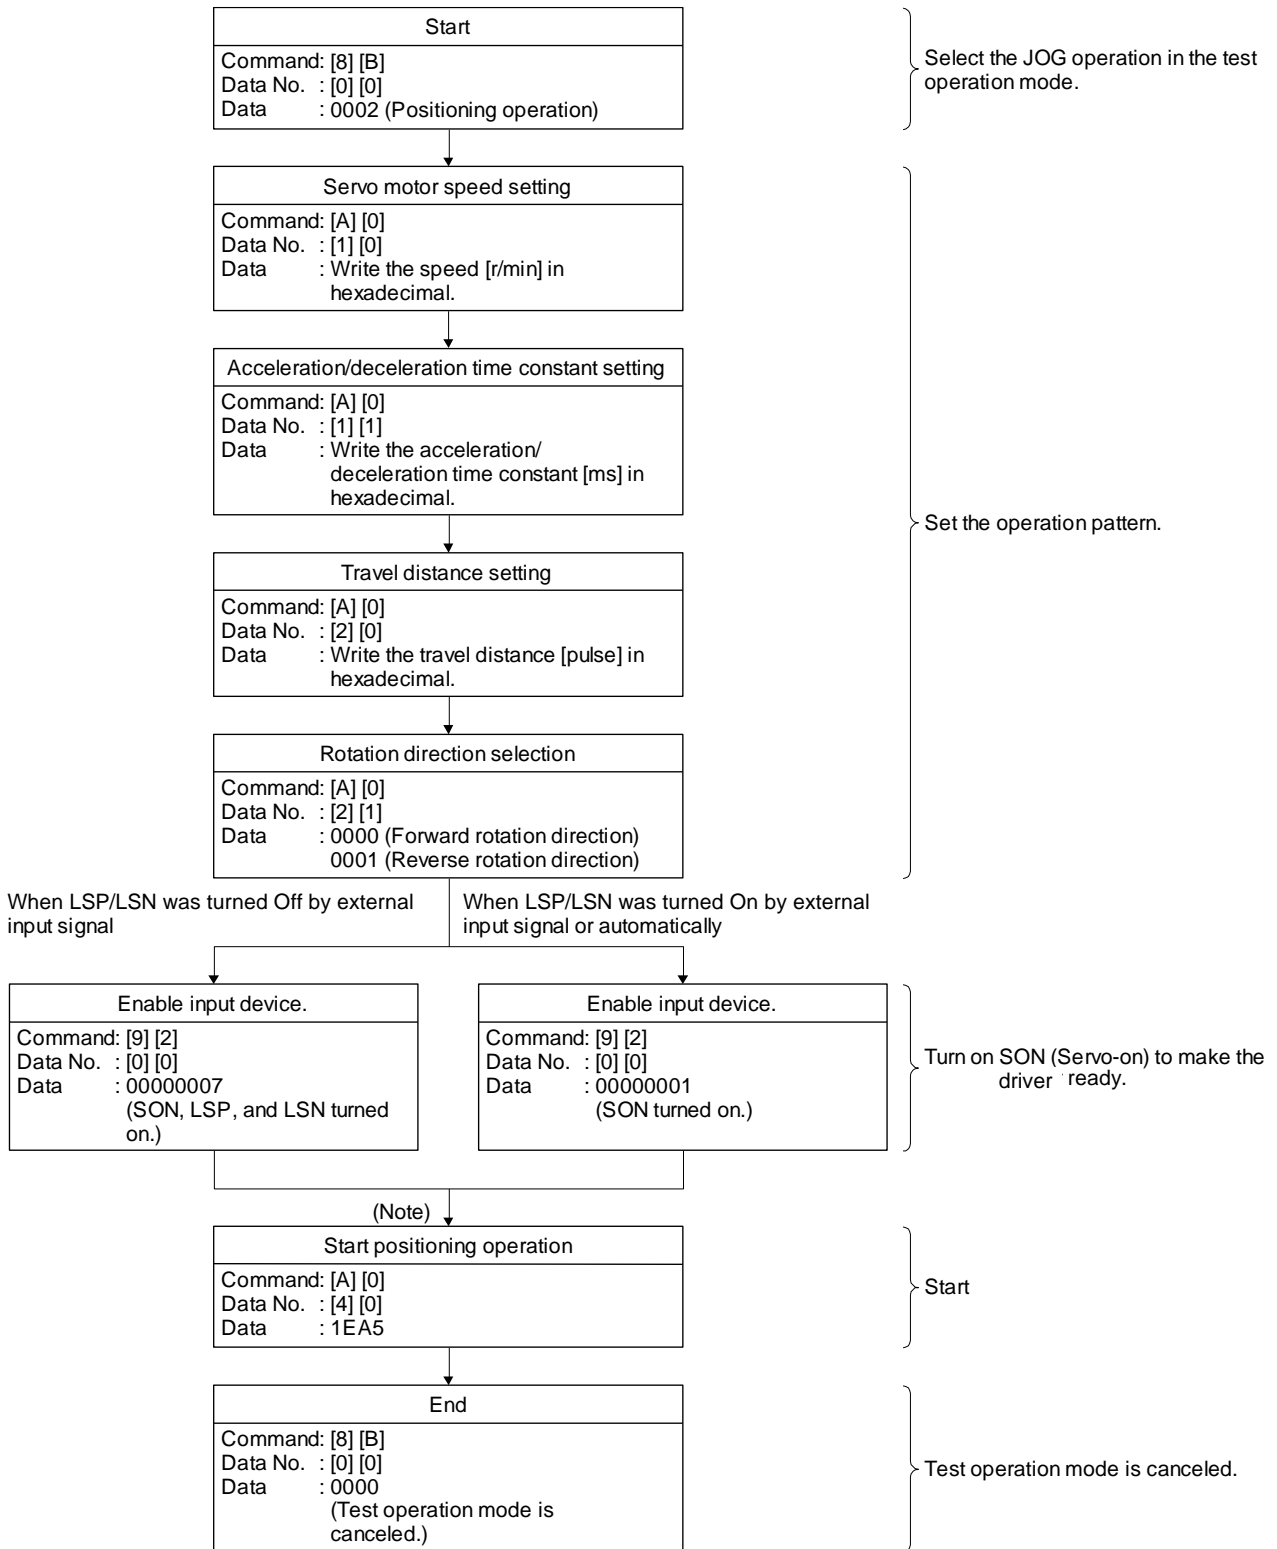 Start
Command: [8] [B]
Data No. : [0] [0]
Data : 0002 (Positioning operation)
Select the JOG operation in the test
operation mode.
Servo motor speed setting
Command: [A] [0]
Data No. : [1] [0]
Data : Write the speed [r/min] in
hexadecimal.
Acceleration/deceleration time constant setting
Command: [A] [0]
Data No. : [1] [1]
Data : Write the acceleration/
deceleration time constant [ms] in
hexadecimal.
Travel distance setting
Command: [A] [0]
Data No. : [2] [0]
Data : Write the travel distance [pulse] in
hexadecimal.
Rotation direction selection
Command: [A] [0]
Data No. : [2] [1]
Data : 0000 (Forward rotation direction)
0001 (Reverse rotation direction)
Set the operation pattern.
When LSP/LSN was turned Off by external
input signal
When LSP/LSN was turned On by external
input signal or automatically
Enable input device.
Command: [9] [2]
Data No. : [0] [0]
Data : 00000007
(SON, LSP, and LSN turned
on.)
Enable input device.
Command: [9] [2]
Data No. : [0] [0]
Data : 00000001
(SON turned on.)
Turn on SON (Servo-on) to make the
driver ready.
(Note)
Start positioning operation
Command: [A] [0]
Data No. : [4] [0]
Data : 1EA5
Start
End
Command: [8] [B]
Data No. : [0] [0]
Data : 0000
(Test operation mode is
canceled.)
Test operation mode is canceled.